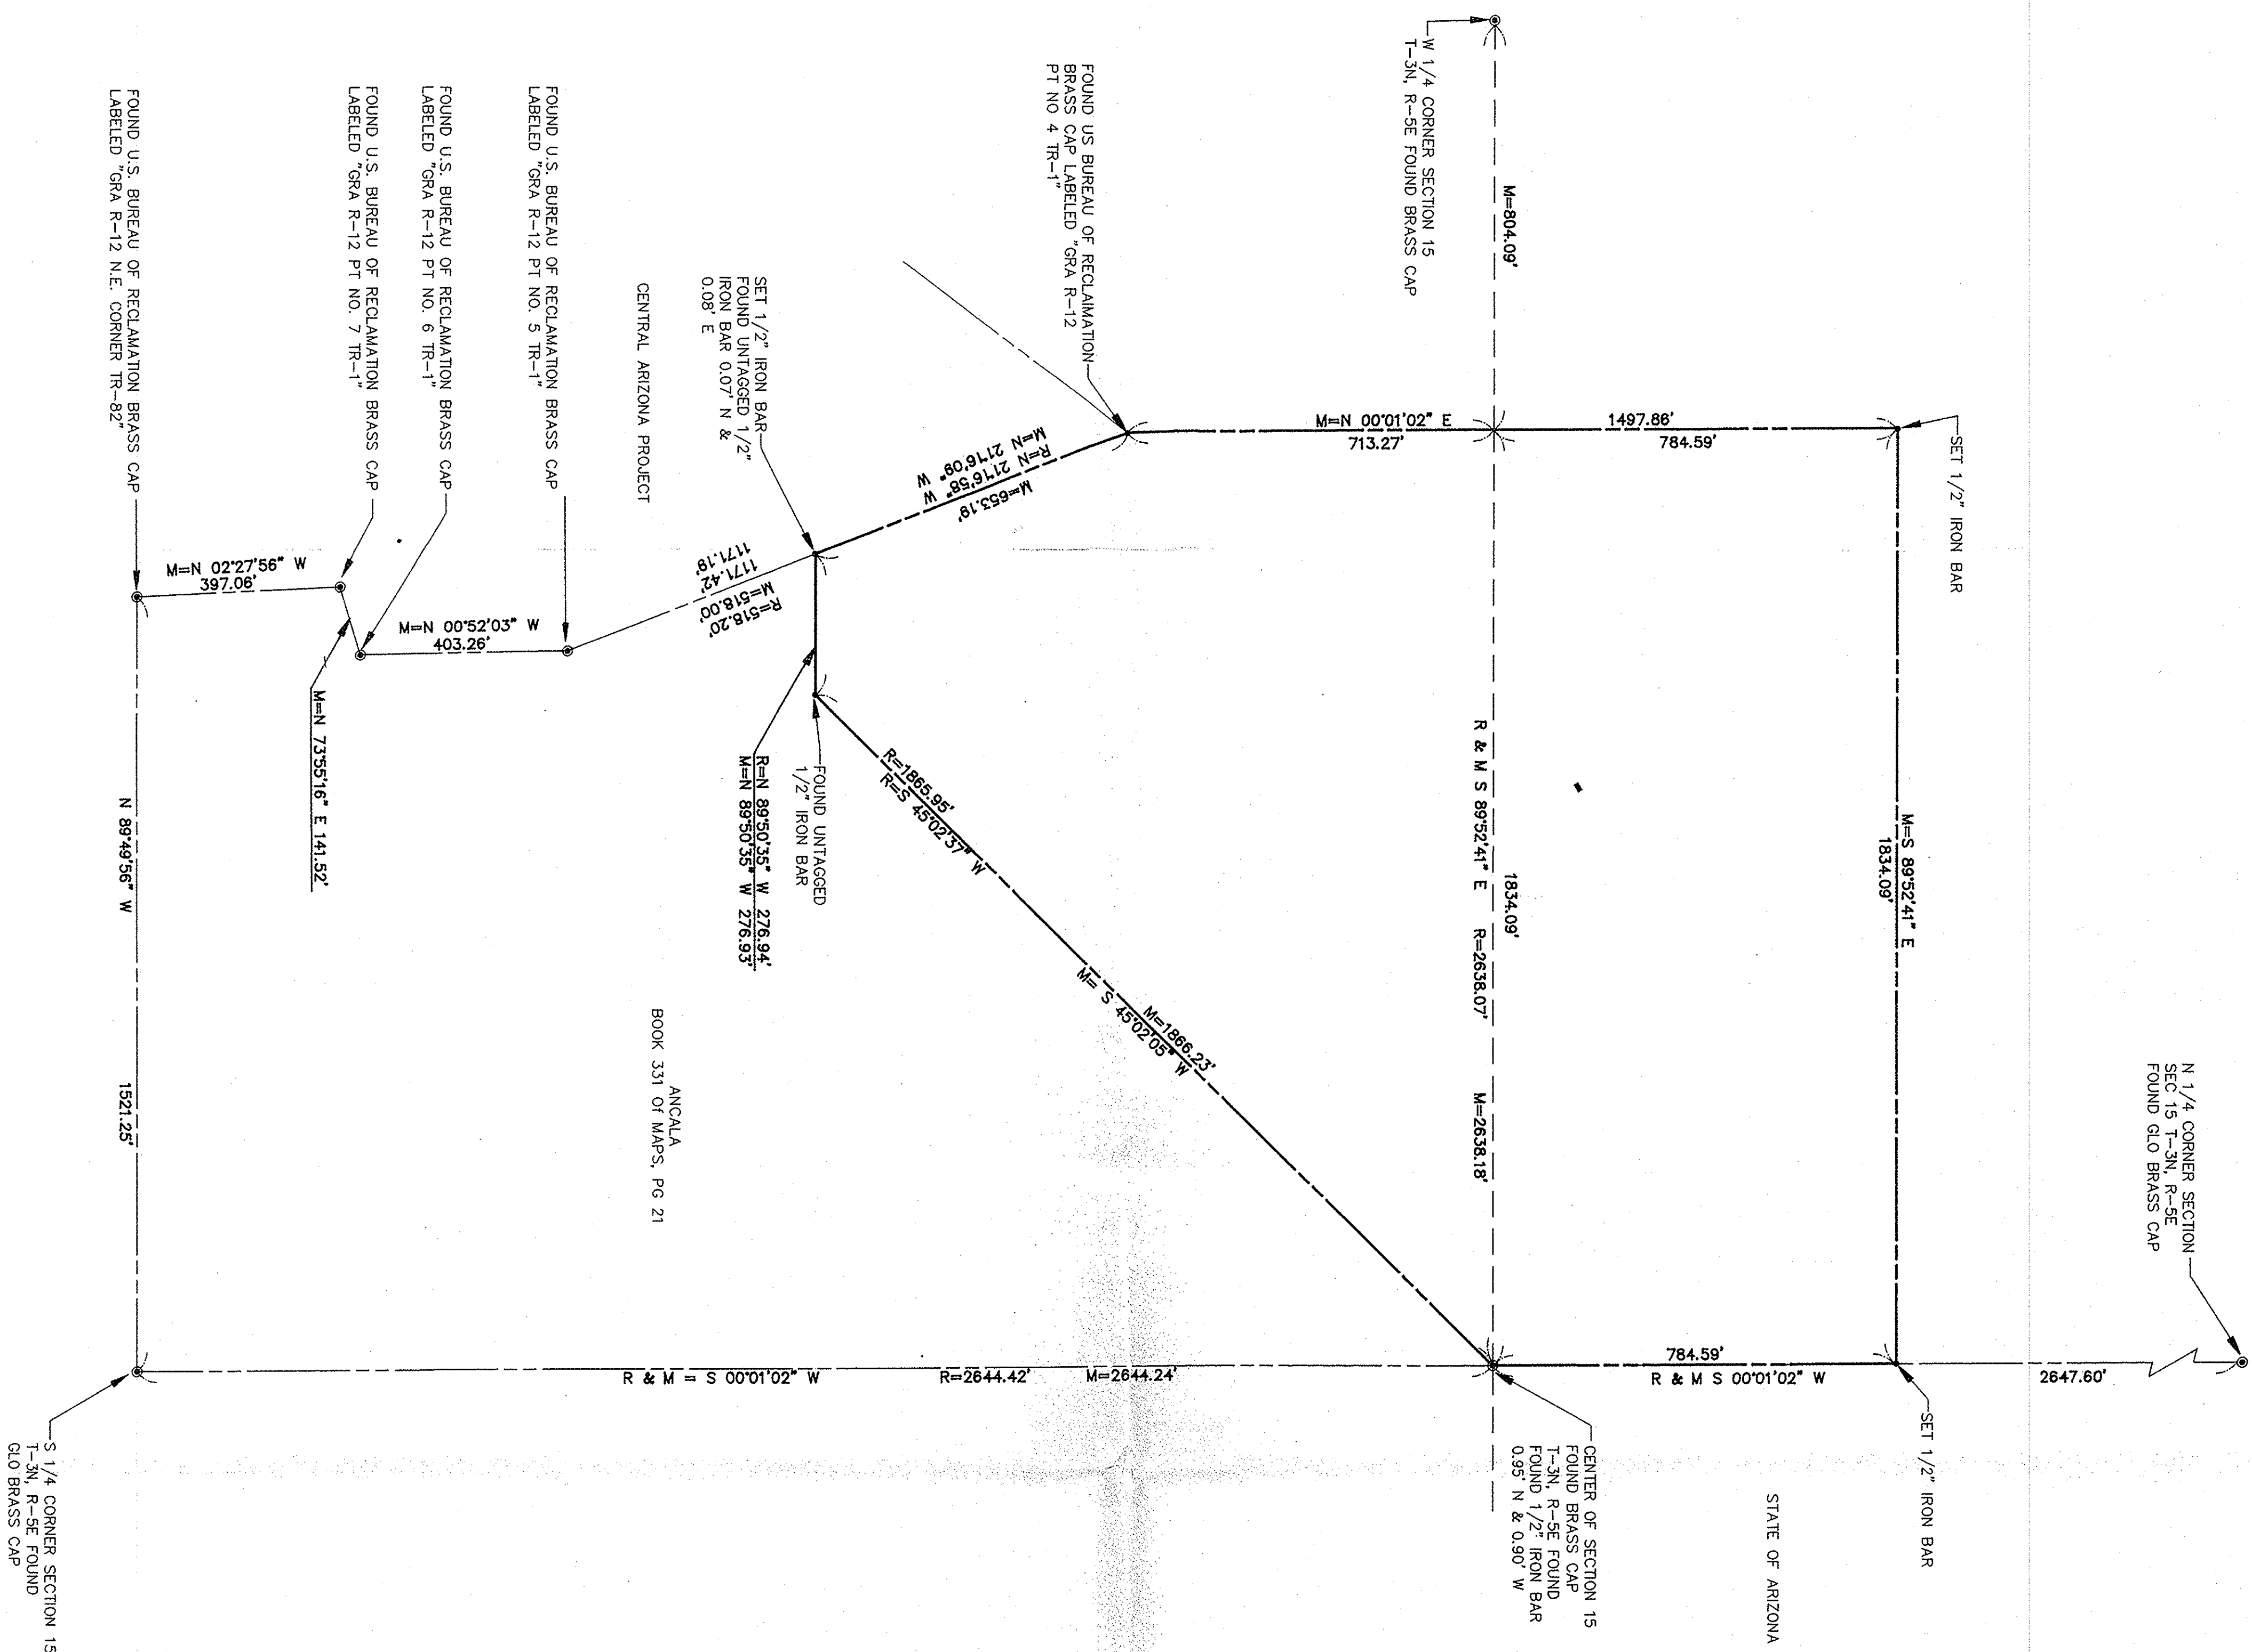 W 1/4 CORNER SECTION 15
T-3N, R-5E FOUND BRASS CAP
M=804.09'
FOUND US BUREAU OF RECLAIMATION
BRASS CAP LABELED "GRA R-12
PT NO 4 TR-1"
M=N 00°01'02" E
713.27'
1497.86'
784.59'
SET 1/2" IRON BAR
M=S 89°52'41" E
1834.09'
N 1/4 CORNER SECTION
SEC 15 T-3N, R-5E
FOUND GLO BRASS CAP
2647.60'
SET 1/2" IRON BAR
STATE OF ARIZONA
784.59'
R & M S 00°01'02" W
CENTER OF SECTION 15
FOUND BRASS CAP
T-3N, R-5E FOUND
FOUND 1/2" IRON BAR
0.95' N & 0.90' W
1834.09'
R & M S 89°52'41" E R=2638.07' M=2638.18'
M=653.19'
R=N 21°16'58" W
M=N 21°16'09" W
SET 1/2" IRON BAR
FOUND UNTAGGED 1/2"
IRON BAR 0.07' N &
0.08' E
CENTRAL ARIZONA PROJECT
R=518.20'
M=518.00'
1171.42'
1171.19'
FOUND UNTAGGED
1/2" IRON BAR
R=N 89°50'35" W 276.94'
M=N 89°50'35" W 276.93'
R=1865.95'
R=S 45°02'37" W
M=1866.23'
M= S 45°02'05" W
ANCALA
BOOK 331 Of MAPS, PG 21
FOUND U.S. BUREAU OF RECLAMATION BRASS CAP
LABELED "GRA R-12 PT NO. 5 TR-1"
FOUND U.S. BUREAU OF RECLAMATION BRASS CAP
LABELED "GRA R-12 PT NO. 6 TR-1"
FOUND U.S. BUREAU OF RECLAMATION BRASS CAP
LABELED "GRA R-12 PT NO. 7 TR-1"
FOUND U.S. BUREAU OF RECLAMATION BRASS CAP
LABELED "GRA R-12 N.E. CORNER TR-82"
M=N 00°52'03" W
403.26'
M=N 02°27'56" W
397.06'
M=N 73°55'16" E 141.52'
N 89°49'56" W
1521.25'
R & M = S 00°01'02" W R=2644.42' M=2644.24'
S 1/4 CORNER SECTION 15
T-3N, R-5E FOUND
GLO BRASS CAP